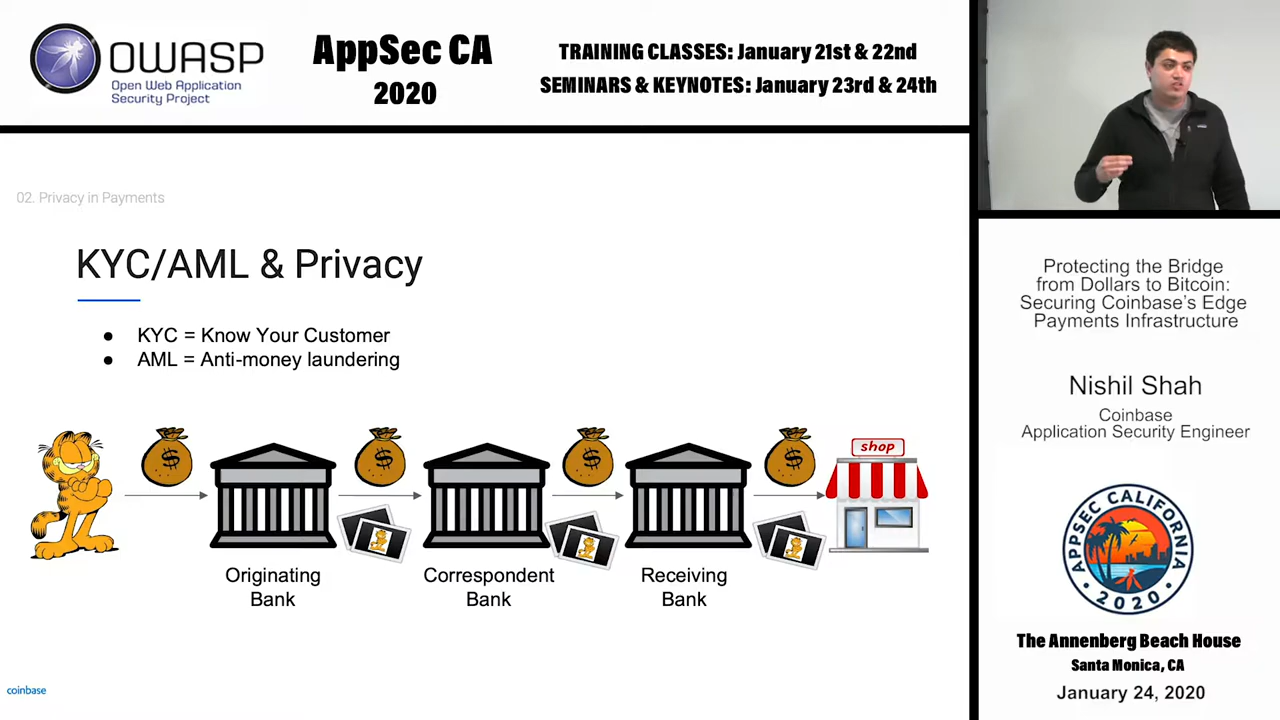 OWASP
Open Web Application
Security Project
AppSec CA
2020
TRAINING CLASSES: January 21st & 22nd
SEMINARS & KEYNOTES: January 23rd & 24th
02. Privacy in Payments
KYC/AML & Privacy
● KYC = Know Your Customer
● AML = Anti-money laundering
$
$
$
$
shop
Originating
Bank
Correspondent
Bank
Receiving
Bank
coinbase
Protecting the Bridge
from Dollars to Bitcoin:
Securing Coinbase's Edge
Payments Infrastructure
Nishil Shah
Coinbase
Application Security Engineer
APPSEC CALIFORNIA
2020
The Annenberg Beach House
Santa Monica, CA
January 24, 2020